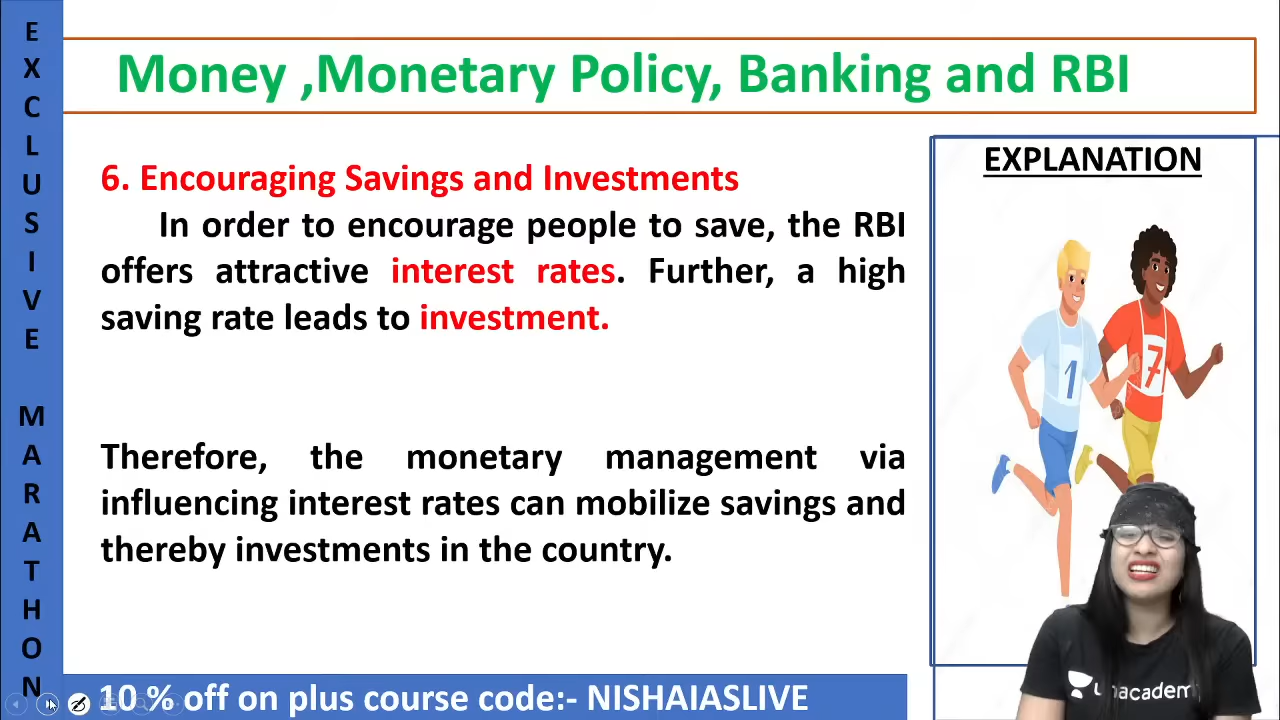 EXCLUSIVE MARATHON
Money ,Monetary Policy, Banking and RBI
6. Encouraging Savings and Investments
In order to encourage people to save, the RBI
offers attractive interest rates. Further, a high
saving rate leads to investment.
Therefore, the monetary management via
influencing interest rates can mobilize savings and
thereby investments in the country.
EXPLANATION
1
7
unacademy
10 % off on plus course code:- NISHAIASLIVE